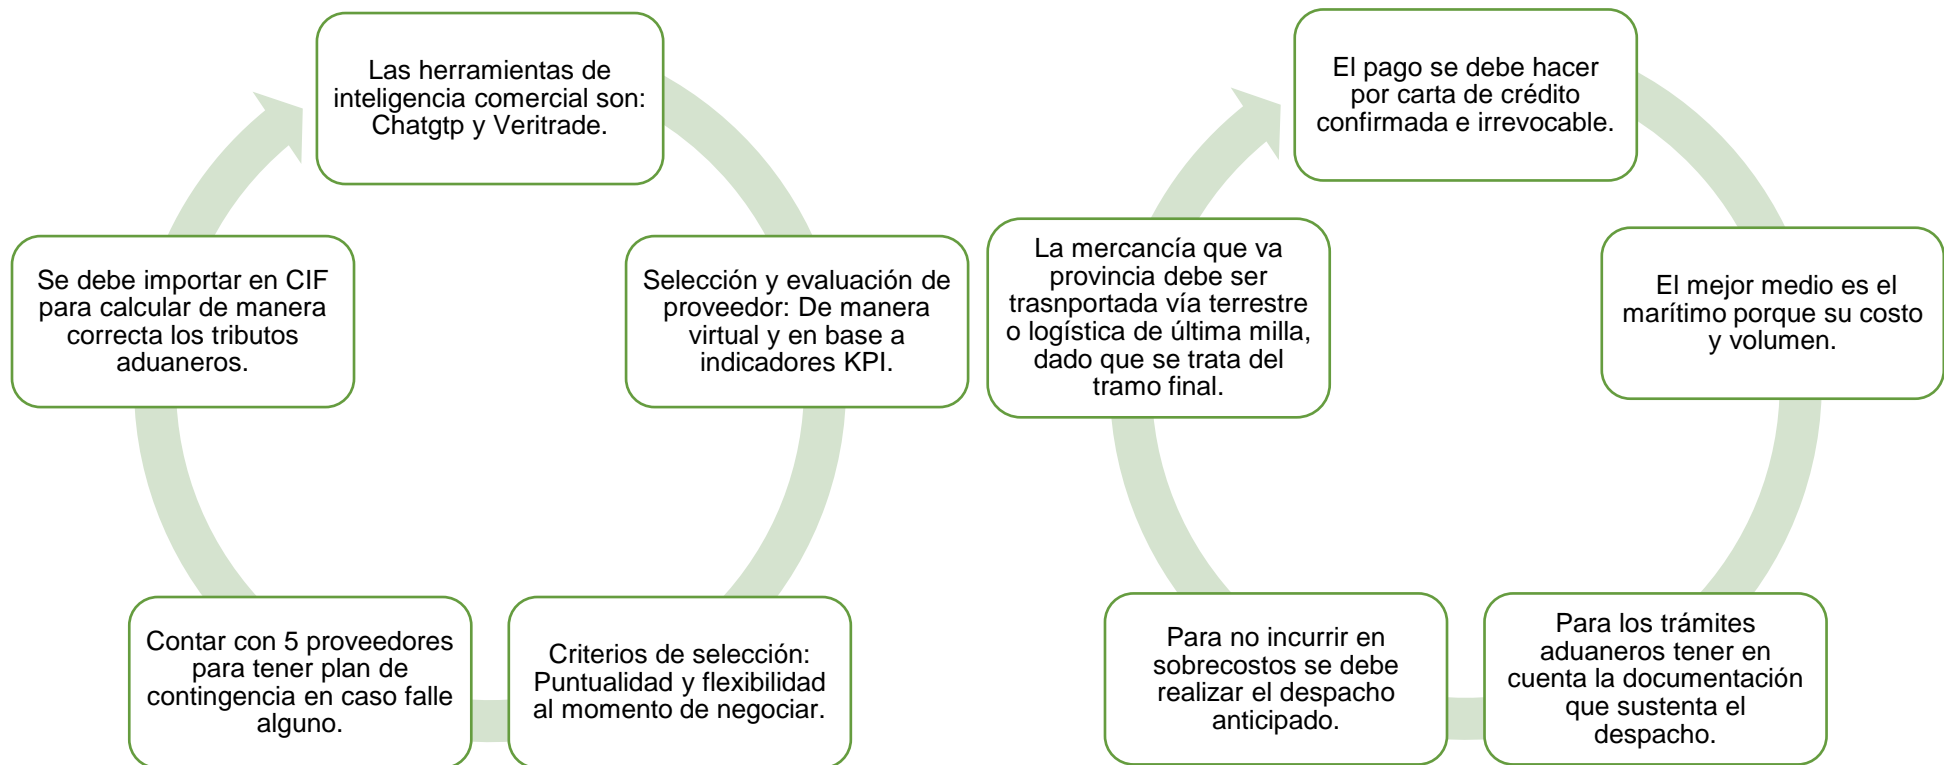 Las herramientas de
inteligencia comercial son:
Chatgtp y Veritrade.
Selección y evaluación de
proveedor: De manera
virtual y en base a
indicadores KPI.
Criterios de selección:
Puntualidad y flexibilidad
al momento de negociar.
Contar con 5 proveedores
para tener plan de
contingencia en caso falle
alguno.
Se debe importar en CIF
para calcular de manera
correcta los tributos
aduaneros.
El pago se debe hacer
por carta de crédito
confirmada e irrevocable.
El mejor medio es el
marítimo porque su costo
y volumen.
Para los trámites
aduaneros tener en
cuenta la documentación
que sustenta el
despacho.
Para no incurrir en
sobrecostos se debe
realizar el despacho
anticipado.
La mercancía que va
provincia debe ser
trasnportada vía terrestre
o logística de última milla,
dado que se trata del
tramo final.